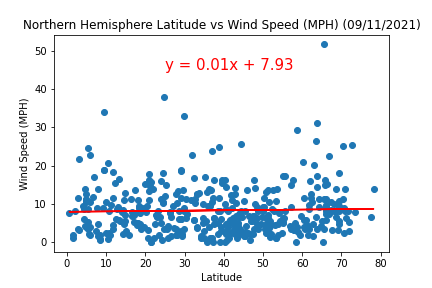 Northern Hemisphere Latitude vs Wind Speed (MPH) (09/11/2021)
y = 0.01x + 7.93
Wind Speed (MPH)
50
40
30
20
10
0
0 10 20 30 40 50 60 70 80
Latitude